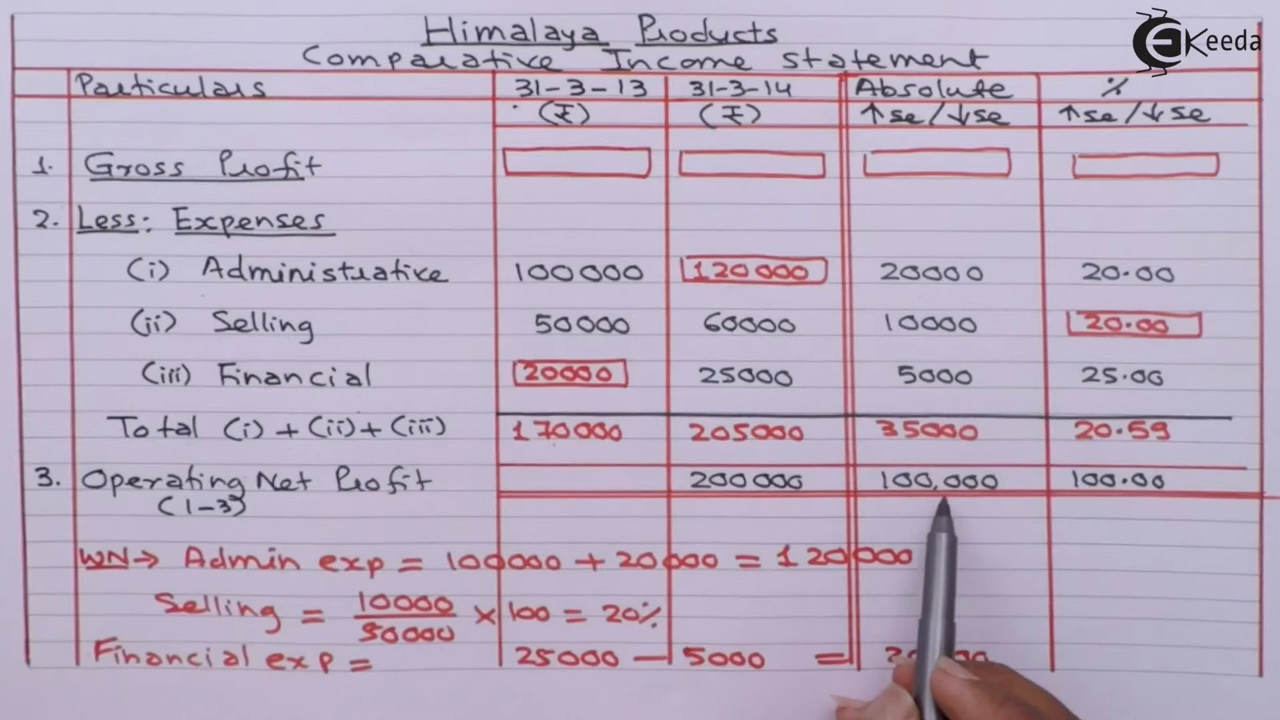 Himalaya Products
Keeda
Comparative Income Statement
Particulars 31-3-13 31-3-14 Absolute %
(₹) (₹) ↑se/↓se ↑se/↓se
1. Gross Profit
2. Less: Expenses
(i) Administrative 100000 120000 20000 20.00
(ii) Selling 50000 60000 10000 20.00
(iii) Financial 20000 25000 5000 25.00
Total (i) + (ii) + (iii) 170000 205000 35000 20.59
3. Operating Net Profit 200000 100,000 100.00
(1-3)
WN → Admin exp = 100000 + 20000 = 120000
Selling = 10000/50000 × 100 = 20%
Financial exp = 25000 - 5000 =